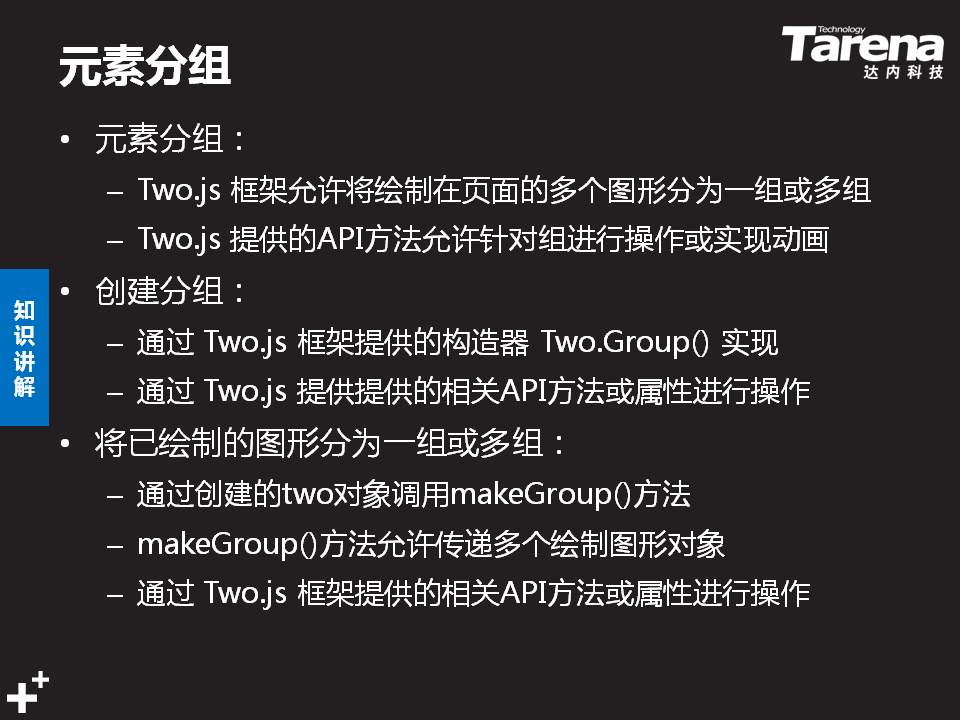 元素分组
Technology
Tarena
达内科技
• 元素分组：
– Two.js 框架允许将绘制在页面的多个图形分为一组或多组
– Two.js 提供的API方法允许针对组进行操作或实现动画
• 创建分组：
– 通过 Two.js 框架提供的构造器 Two.Group() 实现
– 通过 Two.js 提供提供的相关API方法或属性进行操作
知识讲解
• 将已绘制的图形分为一组或多组：
– 通过创建的two对象调用makeGroup()方法
– makeGroup()方法允许传递多个绘制图形对象
– 通过 Two.js 框架提供的相关API方法或属性进行操作